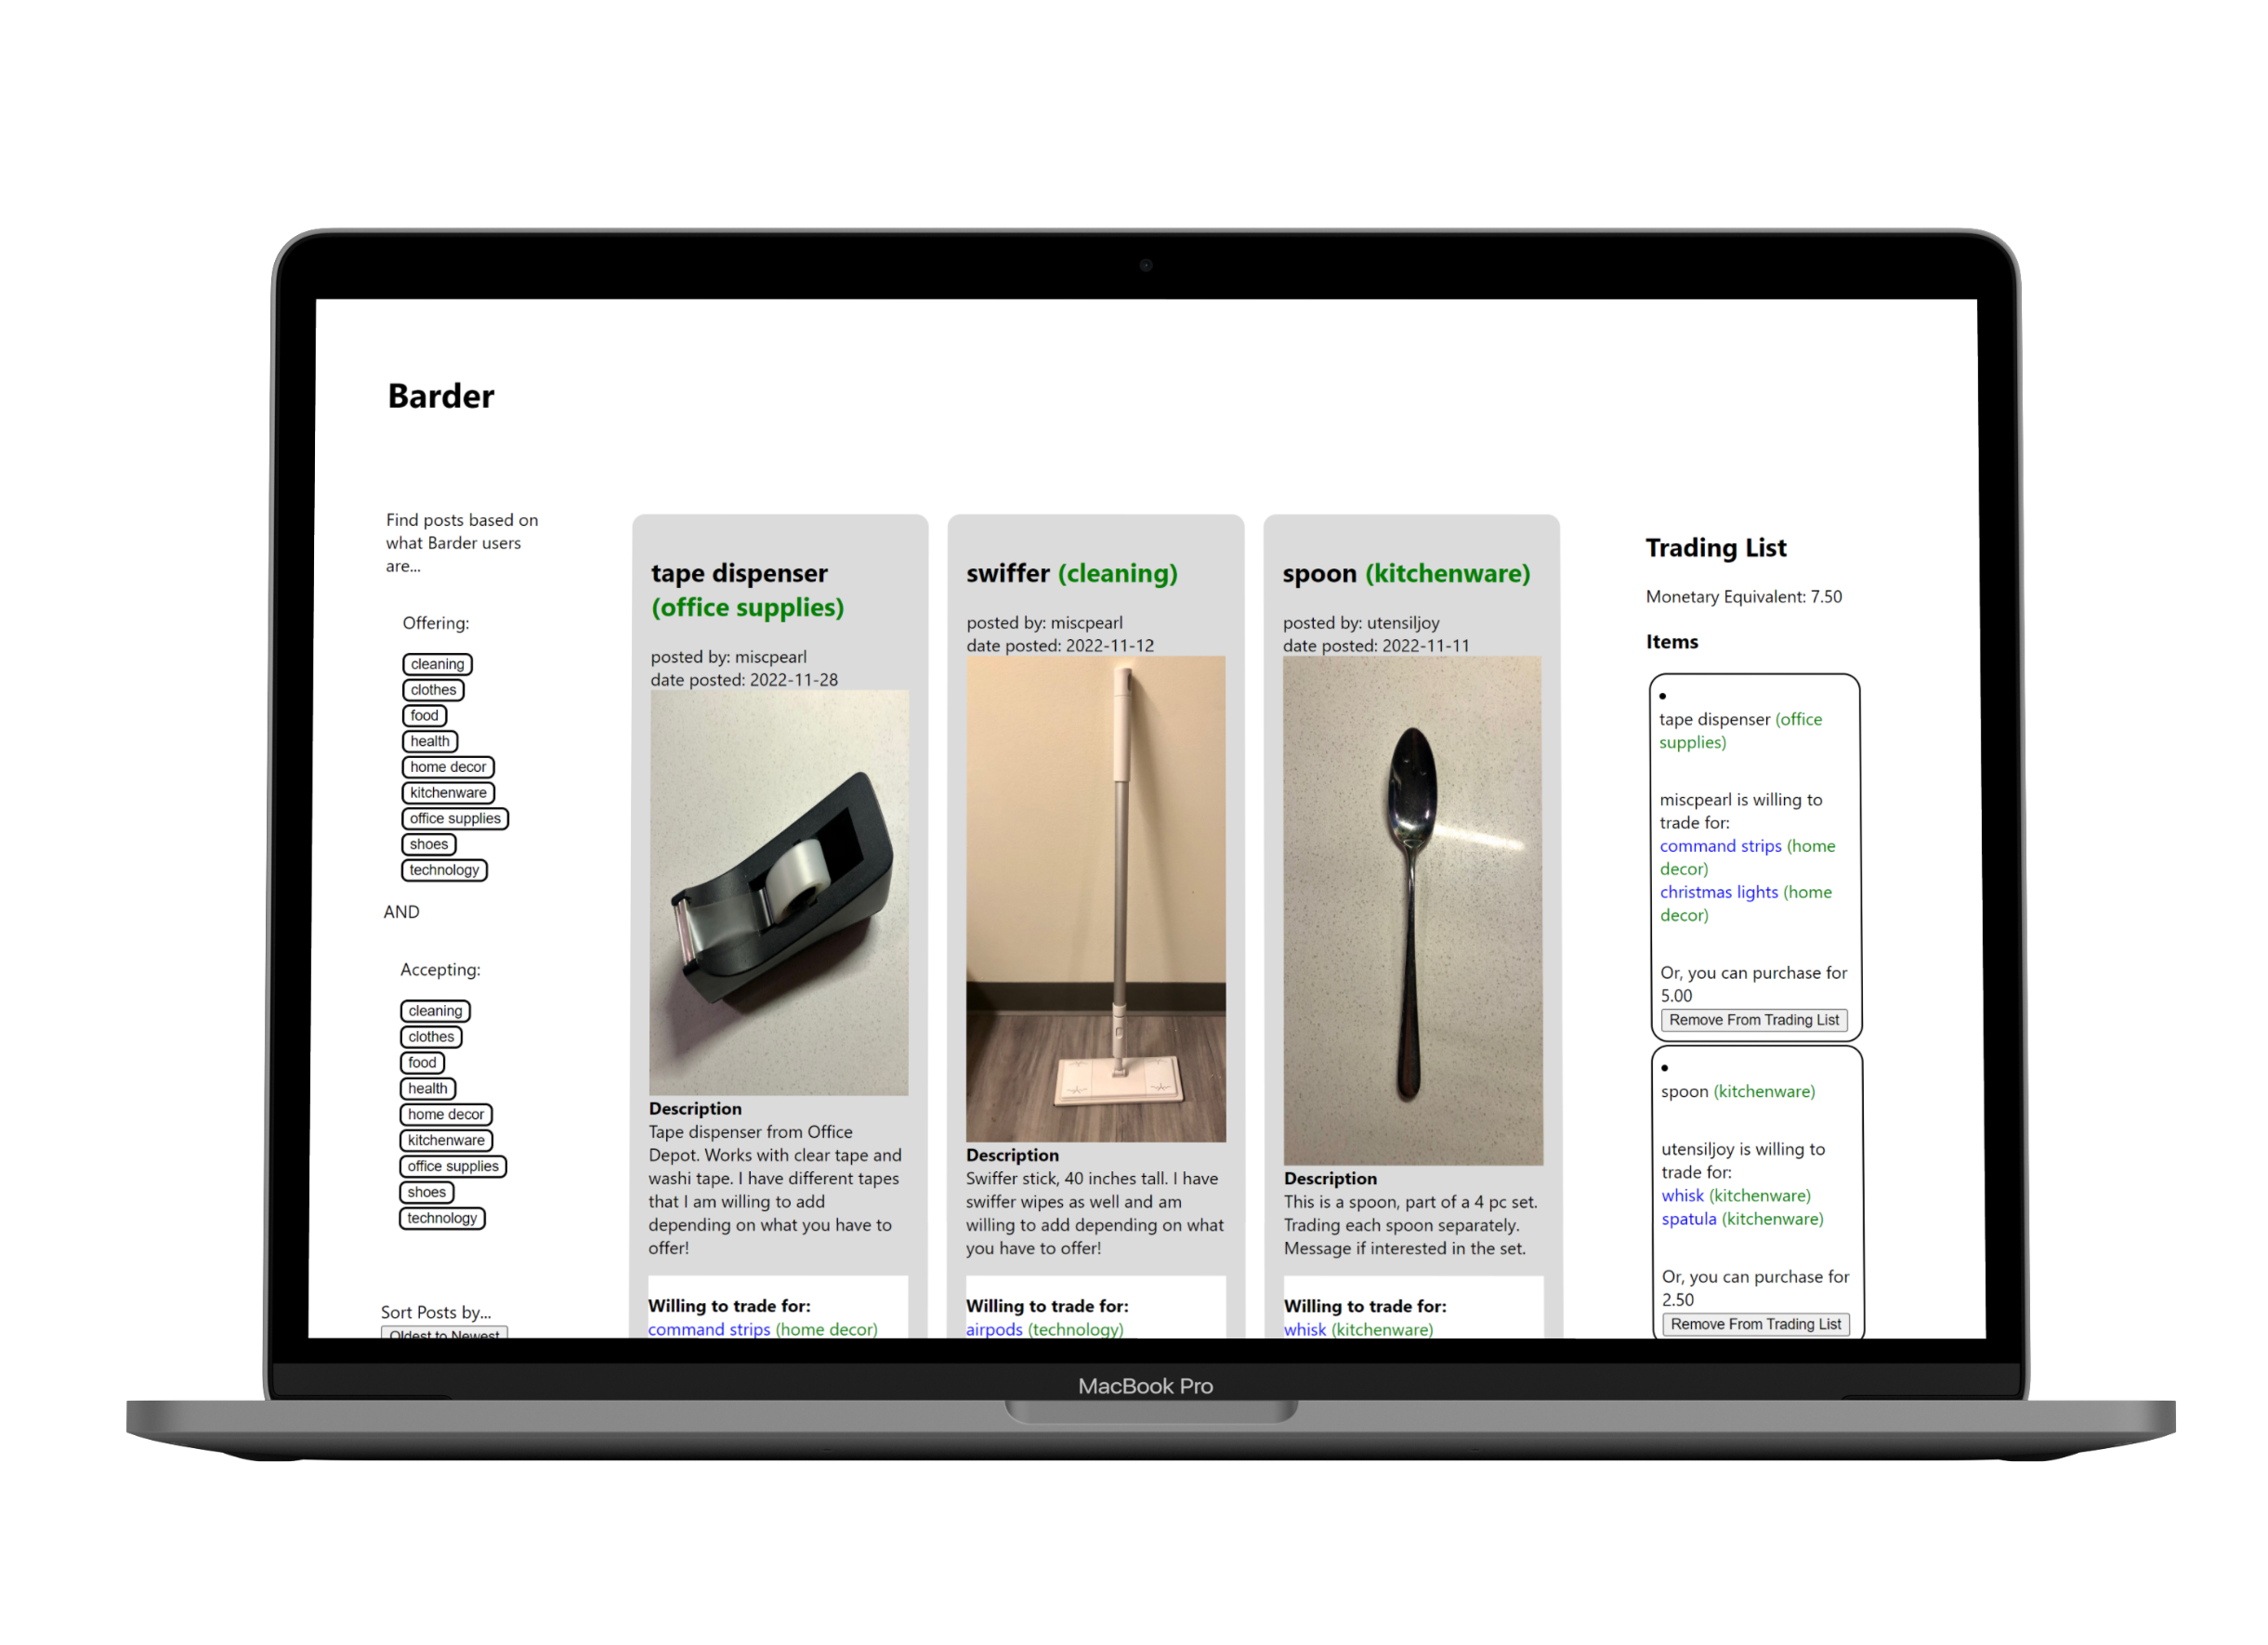 Barder
Find posts based on
what Barder users
are...
Offering:
cleaning
clothes
food
health
home decor
kitchenware
office supplies
shoes
technology
AND
Accepting:
cleaning
clothes
food
health
home decor
kitchenware
office supplies
shoes
technology
Sort Posts by...
Oldest to Newest
tape dispenser
(office supplies)
posted by: miscpearl
date posted: 2022-11-28
Description
Tape dispenser from Office
Depot. Works with clear tape and
washi tape. I have different tapes
that I am willing to add
depending on what you have to
offer!
Willing to trade for:
command strips (home decor)
swiffer (cleaning)
posted by: miscpearl
date posted: 2022-11-12
Description
Swiffer stick, 40 inches tall. I have
swiffer wipes as well and am
willing to add depending on what
you have to offer!
Willing to trade for:
airpods (technology)
spoon (kitchenware)
posted by: utensiljoy
date posted: 2022-11-11
Description
This is a spoon, part of a 4 pc set.
Trading each spoon separately.
Message if interested in the set.
Willing to trade for:
whisk (kitchenware)
Trading List
Monetary Equivalent: 7.50
Items
tape dispenser (office
supplies)
miscpearl is willing to
trade for:
command strips (home
decor)
christmas lights (home
decor)
Or, you can purchase for
5.00
Remove From Trading List
spoon (kitchenware)
utensiljoy is willing to
trade for:
whisk (kitchenware)
spatula (kitchenware)
Or, you can purchase for
2.50
Remove From Trading List
MacBook Pro